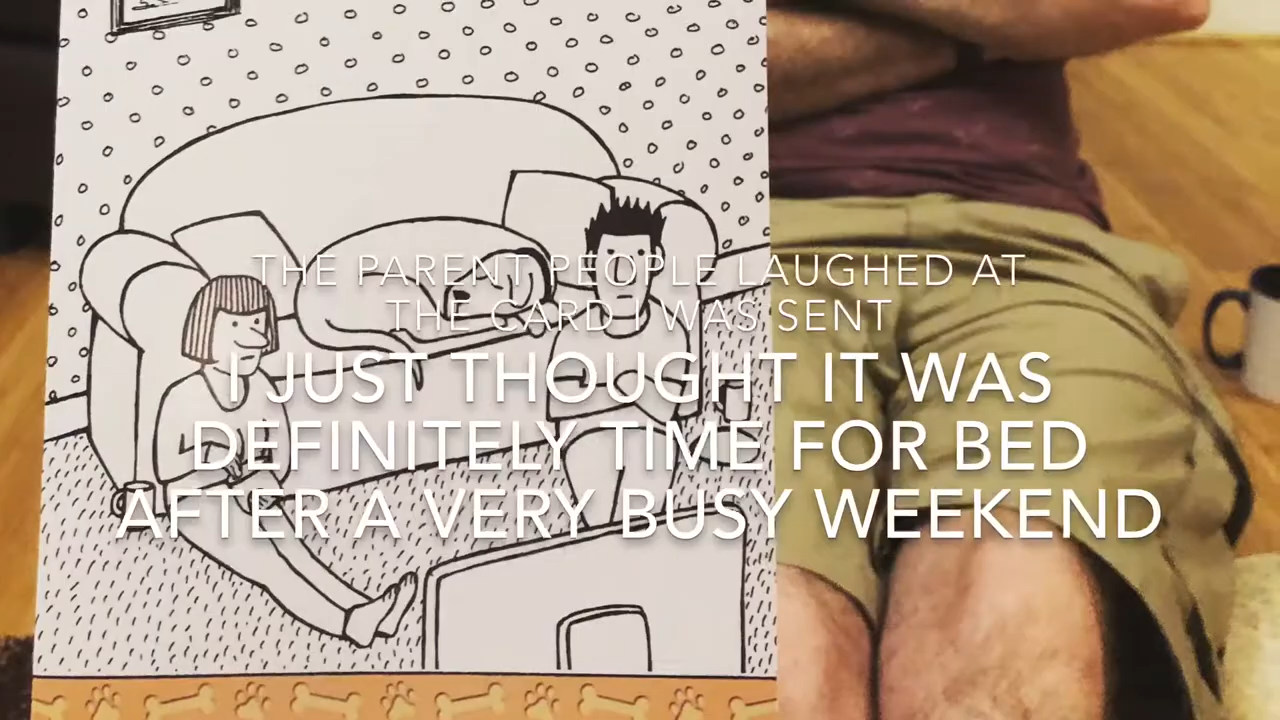 THE PARENT PEOPLE LAUGHED AT
THE CARD I WAS SENT
I JUST THOUGHT IT WAS
DEFINITELY TIME FOR BED
AFTER A VERY BUSY WEEKEND